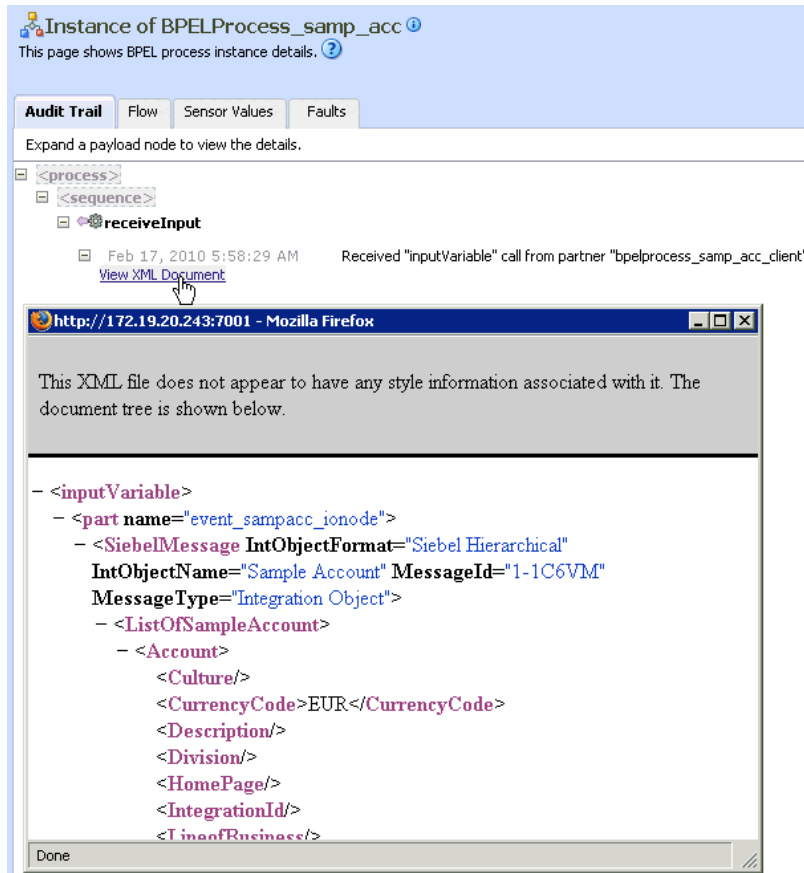 Instance of BPELProcess_samp_acc
This page shows BPEL process instance details.
Audit Trail Flow Sensor Values Faults
Expand a payload node to view the details.
<process>
<sequence>
receiveInput
Feb 17, 2010 5:58:29 AM Received "inputVariable" call from partner "bpelprocess_samp_acc_client"
View XML Document
http://172.19.20.243:7001 - Mozilla Firefox
This XML file does not appear to have any style information associated with it. The
document tree is shown below.
− <inputVariable>
− <part name="event_sampacc_ionode">
− <SiebelMessage IntObjectFormat="Siebel Hierarchical"
IntObjectName="Sample Account" MessageId="1-1C6VM"
MessageType="Integration Object">
− <ListOfSampleAccount>
− <Account>
<Culture/>
<CurrencyCode>EUR</CurrencyCode>
<Description/>
<Division/>
<HomePage/>
<IntegrationId/>
<LineofBusiness/>
Done